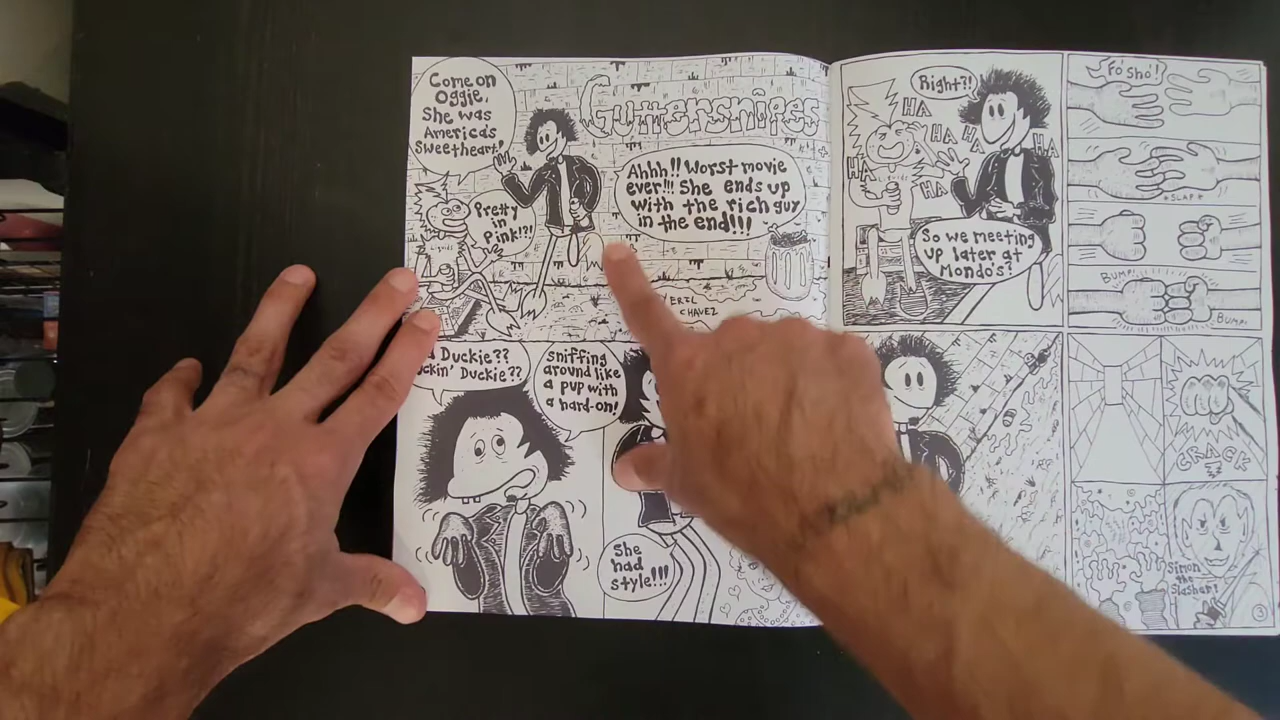 Come on
Oggie,
She was
America's
Sweetheart!
Guttersnipes
Pretty
in
Pink!?!
Ahhh!! Worst movie
ever!!! She ends up
with the rich guy
in the end!!!
Liquids
YERIL
CHAVEZ
Duckie??
Duckie??
sniffing
around like
a pup with
a hard-on!
She
had
style!!!
Right?!
HA
HA
HA
HA
HA
HA
Liquids
So we meeting
up later at
Mondo's?
Fo' Sho'!
*SLAP*
BUMP!
BUMP!
CRACK
Simon
the
Slasher!
3